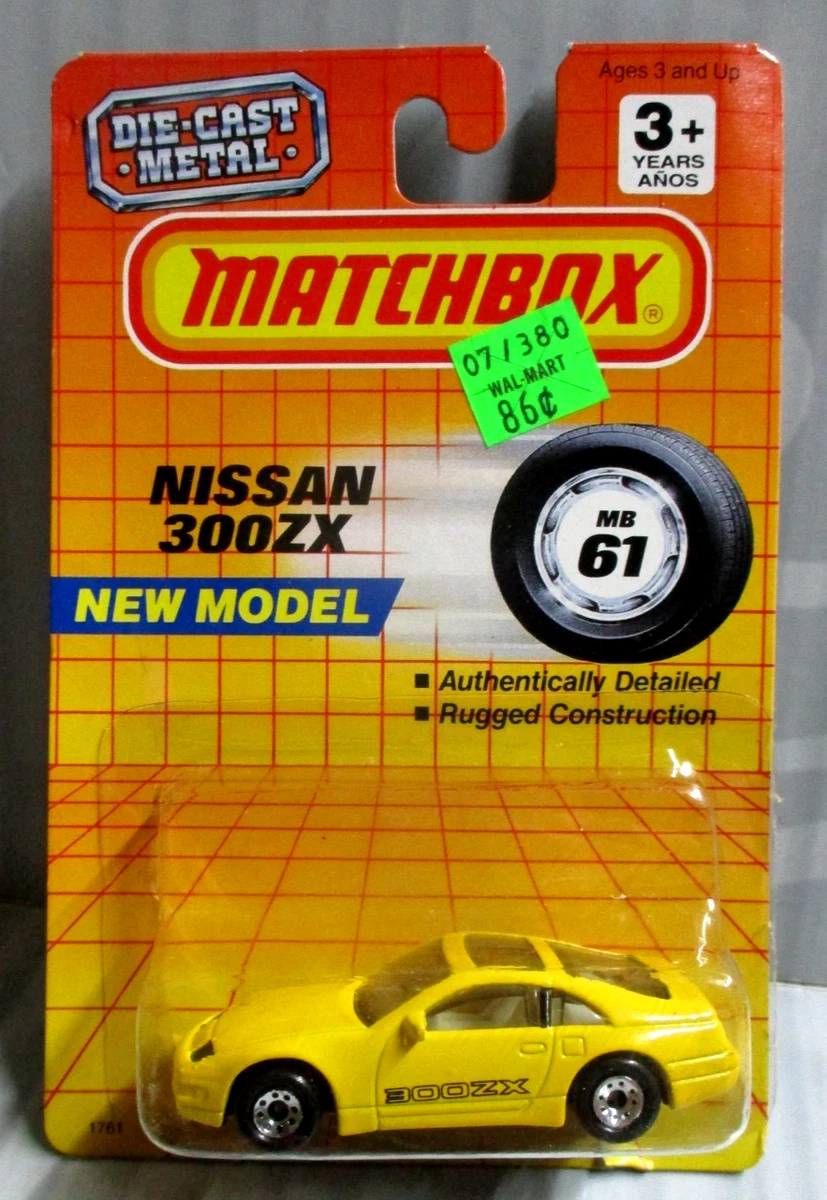 Ages 3 and Up
DIE-CAST
•METAL•
3+
YEARS
AÑOS
MATCHBOX®
07/380
WAL-MART
86¢
NISSAN
300ZX
MB
61
NEW MODEL
■ Authentically Detailed
■ Rugged Construction
300ZX
1761